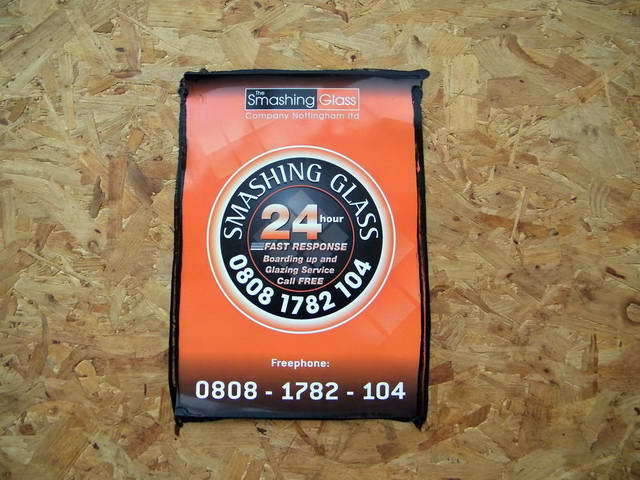 The
Smashing Glass
Company Nottingham ltd
SMASHING GLASS
24 hour
FAST RESPONSE
Boarding up and
Glazing Service
Call FREE
0808 1782 104
Freephone:
0808 - 1782 - 104